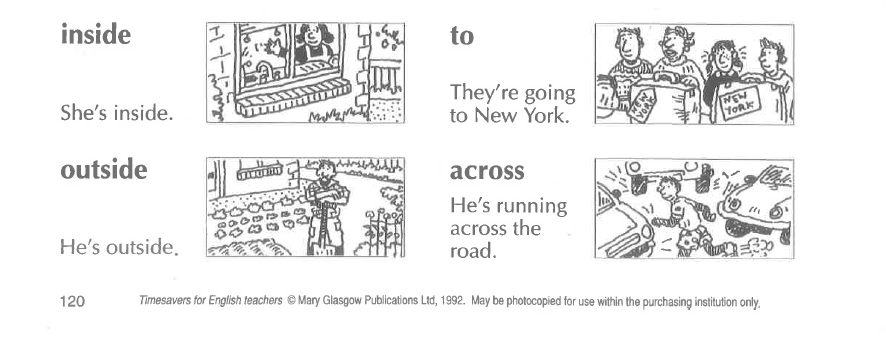 inside
She's inside.
to
They're going
to New York.
NEW
YORK
NEW
YORK
outside
He's outside.
across
He's running
across the
road.
120 Timesavers for English teachers © Mary Glasgow Publications Ltd, 1992. May be photocopied for use within the purchasing institution only.